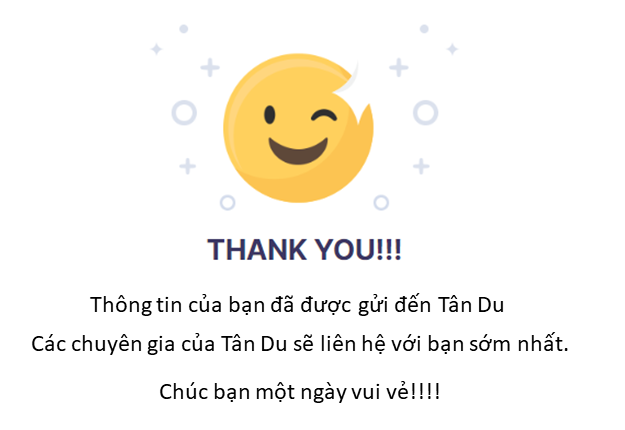 THANK YOU!!!
Thông tin của bạn đã được gửi đến Tân Du
Các chuyên gia của Tân Du sẽ liên hệ với bạn sớm nhất.
Chúc bạn một ngày vui vẻ!!!!